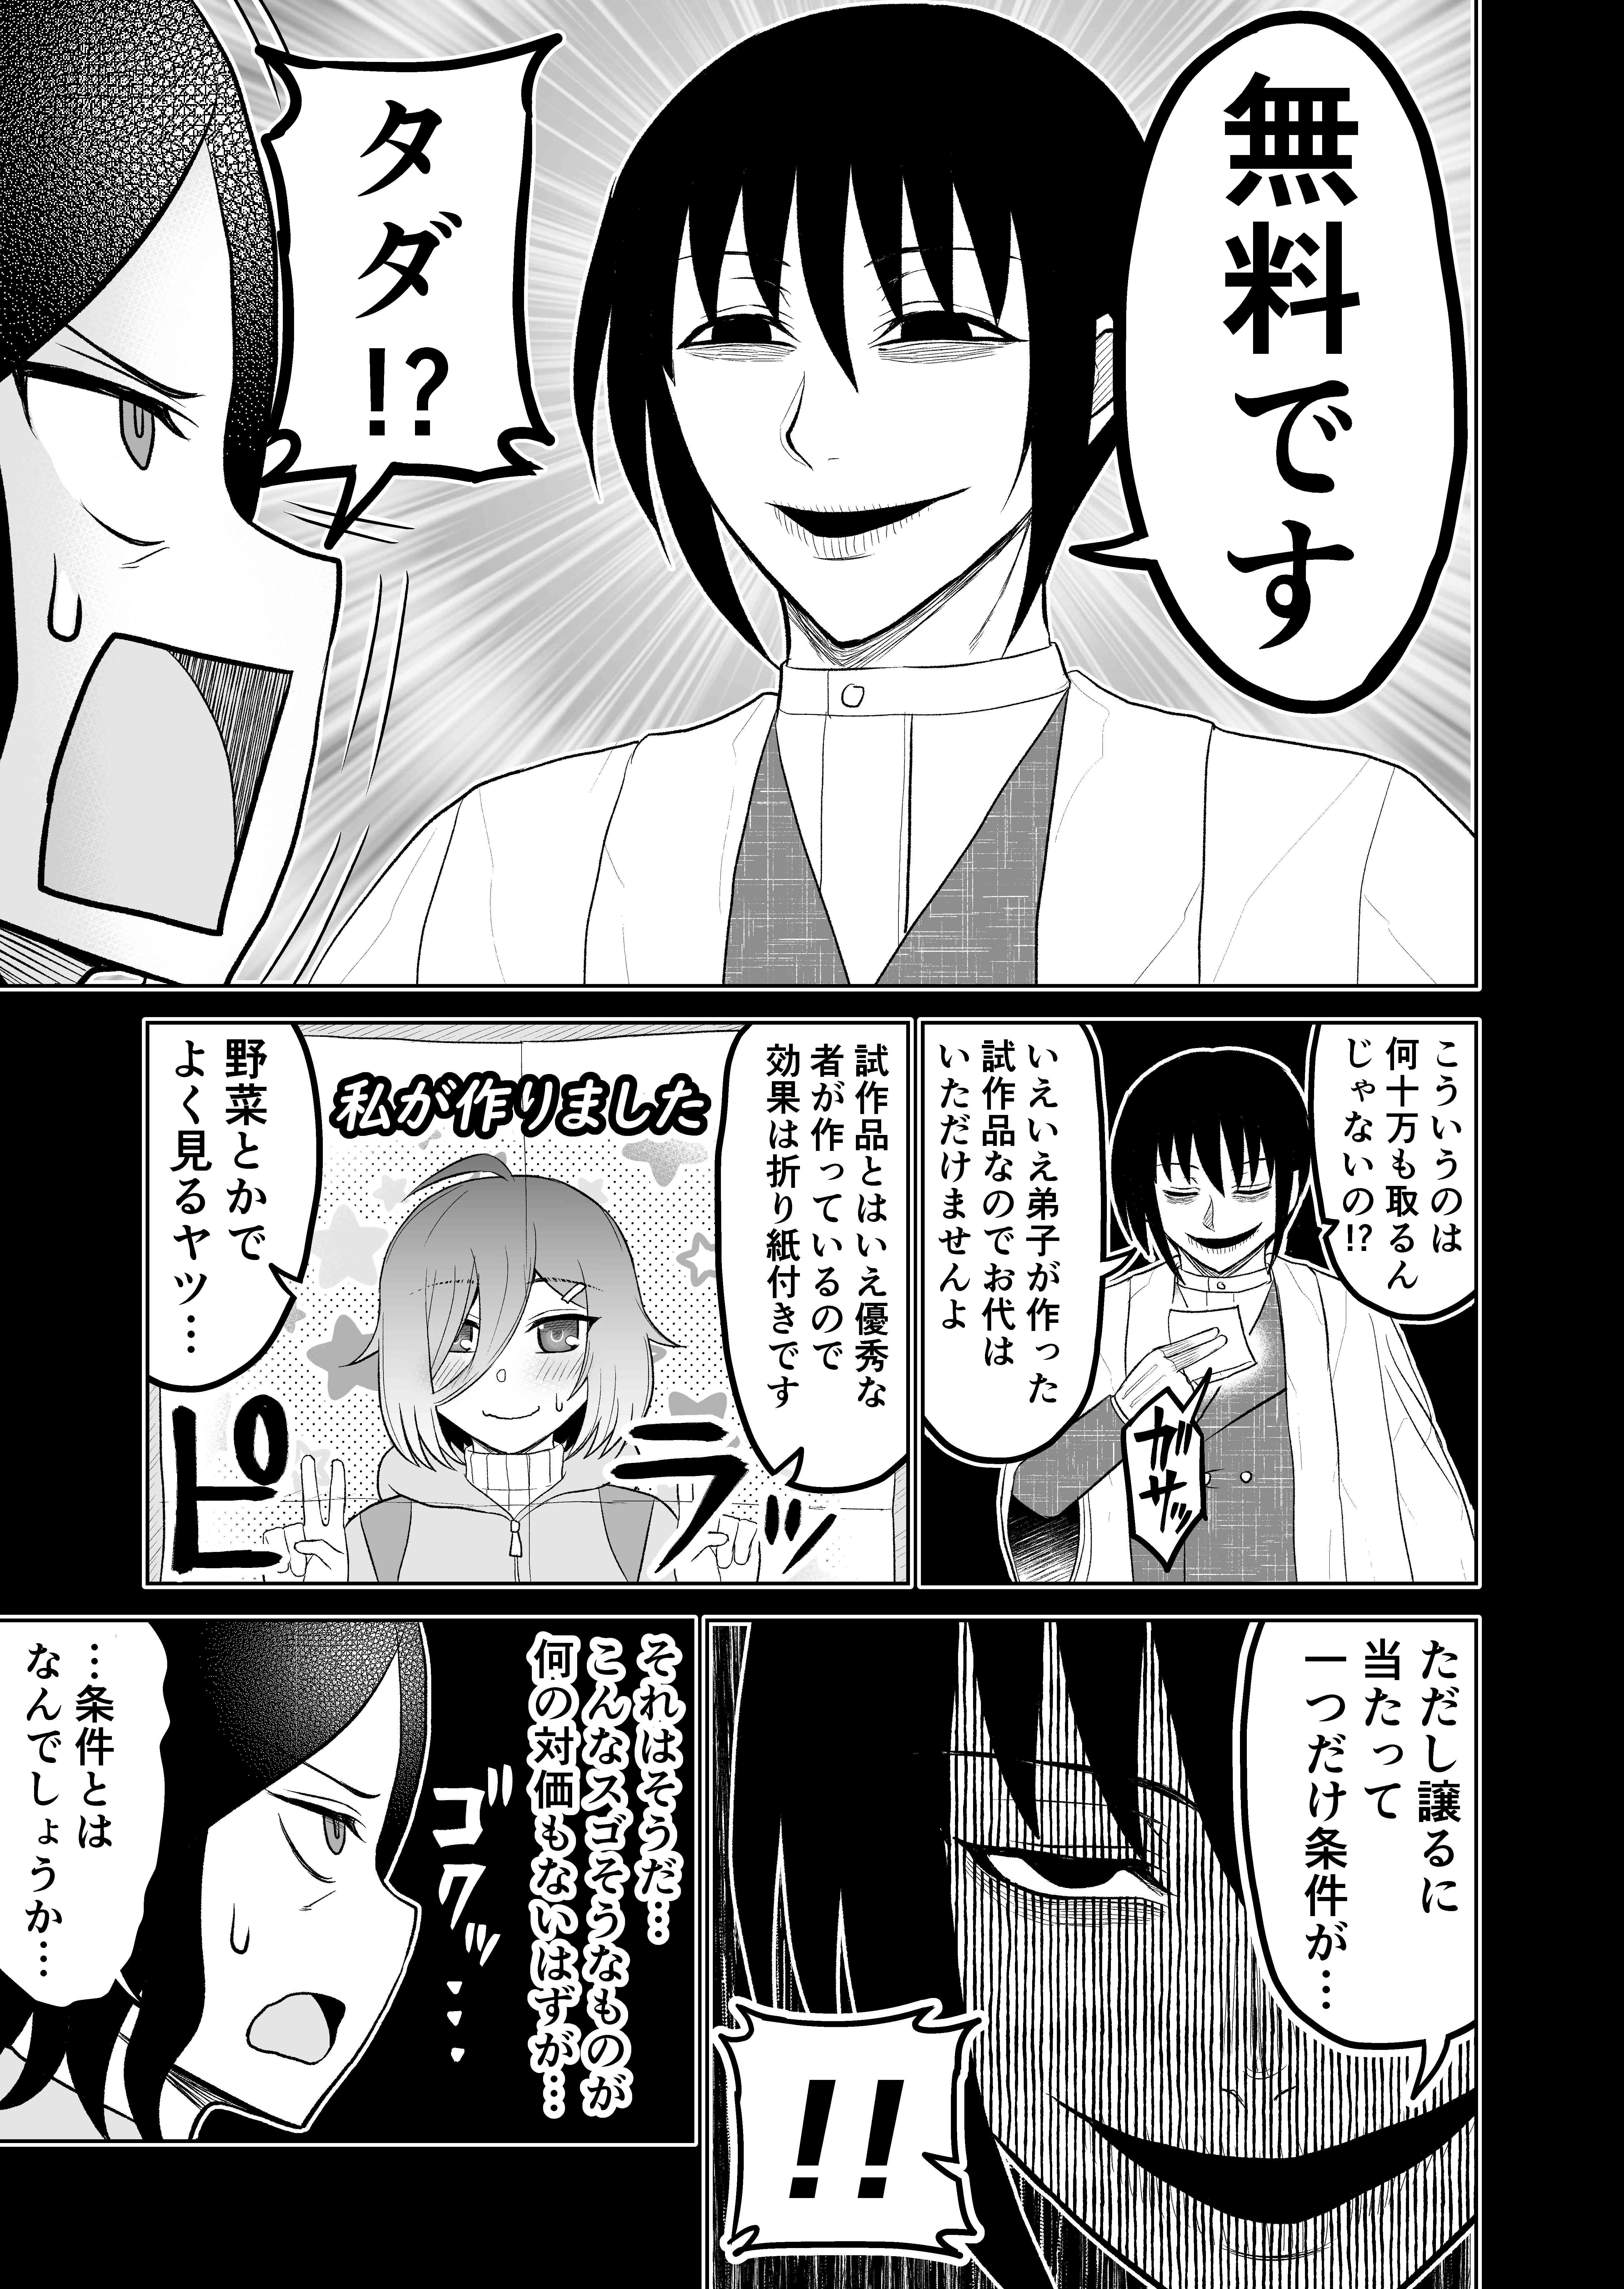 無料です
タダ!?
こういうのは
何十万も取るん
じゃないの!?
いえいえ弟子が作った
試作品なのでお代は
いただけませんよ
ガサッ
試作品とはいえ優秀な
者が作っているので
効果は折り紙付きです
私が作りました
ピラッ
野菜とかで
よく見るヤツ…
ただし譲るに
当たって
一つだけ条件が…
!!
それはそうだ…
こんなスゴそうなものが
何の対価もないはずが…
ゴクッ…
…条件とは
なんでしょうか…